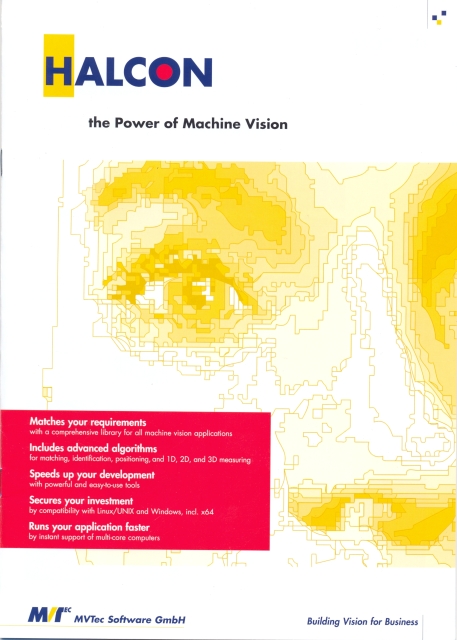 HALCON
the Power of Machine Vision
Matches your requirements
with a comprehensive library for all machine vision applications
Includes advanced algorithms
for matching, identification, positioning, and 1D, 2D, and 3D measuring
Speeds up your development
with powerful and easy-to-use tools
Secures your investment
by compatibility with Linux/UNIX and Windows, incl. x64
Runs your application faster
by instant support of multi-core computers
MVTEC MVTec Software GmbH
Building Vision for Business